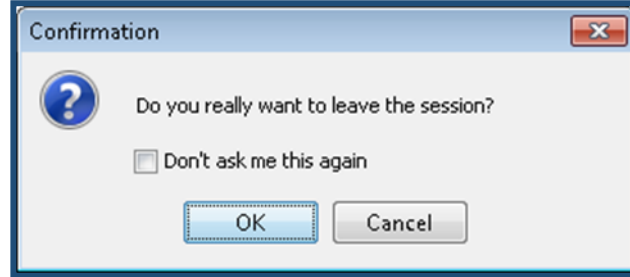 Confirmation
Do you really want to leave the session?
Don't ask me this again
OK
Cancel